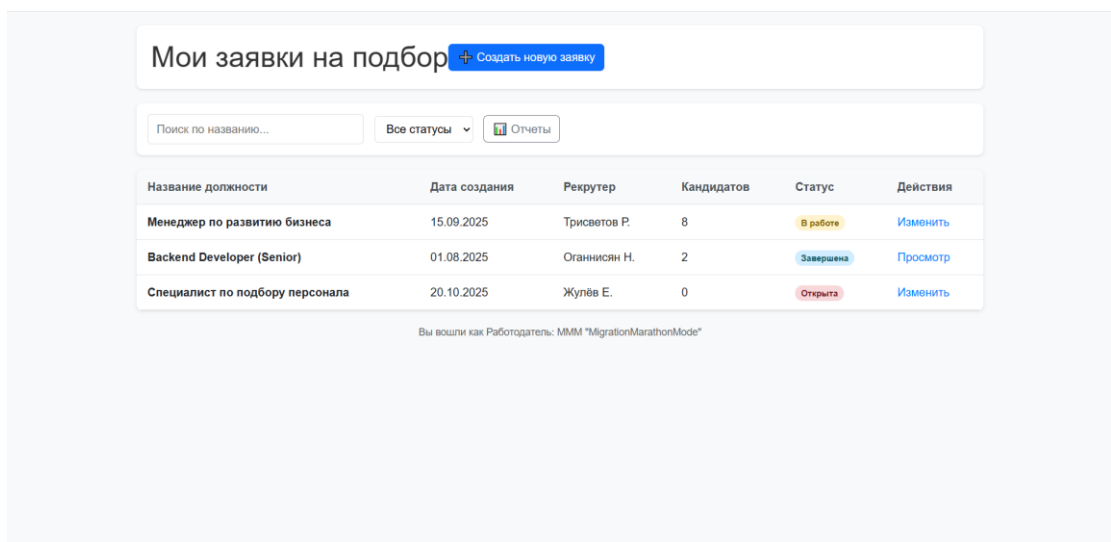 Мои заявки на подбор ➕ Создать новую заявку
Поиск по названию... Все статусы 📊 Отчеты
Название должности Дата создания Рекрутер Кандидатов Статус Действия
Менеджер по развитию бизнеса 15.09.2025 Трисветов Р. 8 В работе Изменить
Backend Developer (Senior) 01.08.2025 Оганнисян Н. 2 Завершена Просмотр
Специалист по подбору персонала 20.10.2025 Жулёв Е. 0 Открыта Изменить
Вы вошли как Работодатель: МММ "MigrationMarathonMode"